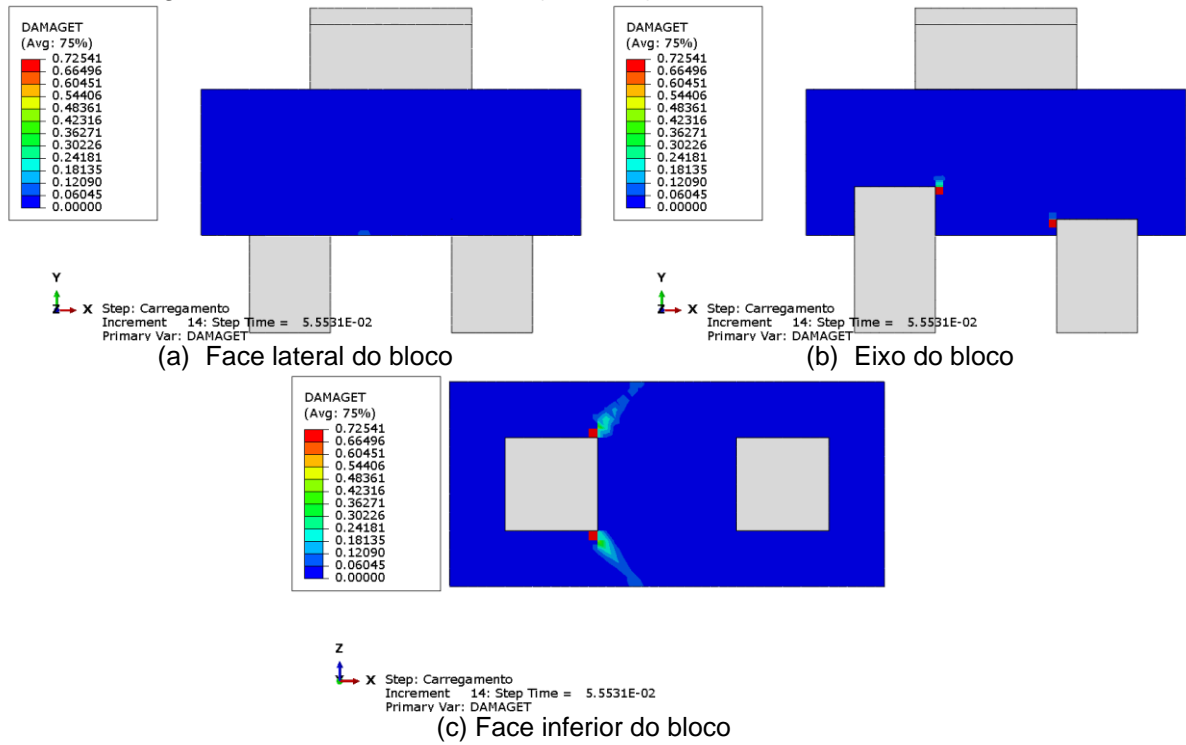 DAMAGET
(Avg: 75%)
0.72541
0.66496
0.60451
0.54406
0.48361
0.42316
0.36271
0.30226
0.24181
0.18135
0.12090
0.06045
0.00000
Y
Z
X
Step: Carregamento
Increment 14: Step Time = 5.5531E-02
Primary Var: DAMAGET
(a) Face lateral do bloco
DAMAGET
(Avg: 75%)
0.72541
0.66496
0.60451
0.54406
0.48361
0.42316
0.36271
0.30226
0.24181
0.18135
0.12090
0.06045
0.00000
Y
Z
X
Step: Carregamento
Increment 14: Step Time = 5.5531E-02
Primary Var: DAMAGET
(b) Eixo do bloco
DAMAGET
(Avg: 75%)
0.72541
0.66496
0.60451
0.54406
0.48361
0.42316
0.36271
0.30226
0.24181
0.18135
0.12090
0.06045
0.00000
Z
X
Step: Carregamento
Increment 14: Step Time = 5.5531E-02
Primary Var: DAMAGET
(c) Face inferior do bloco